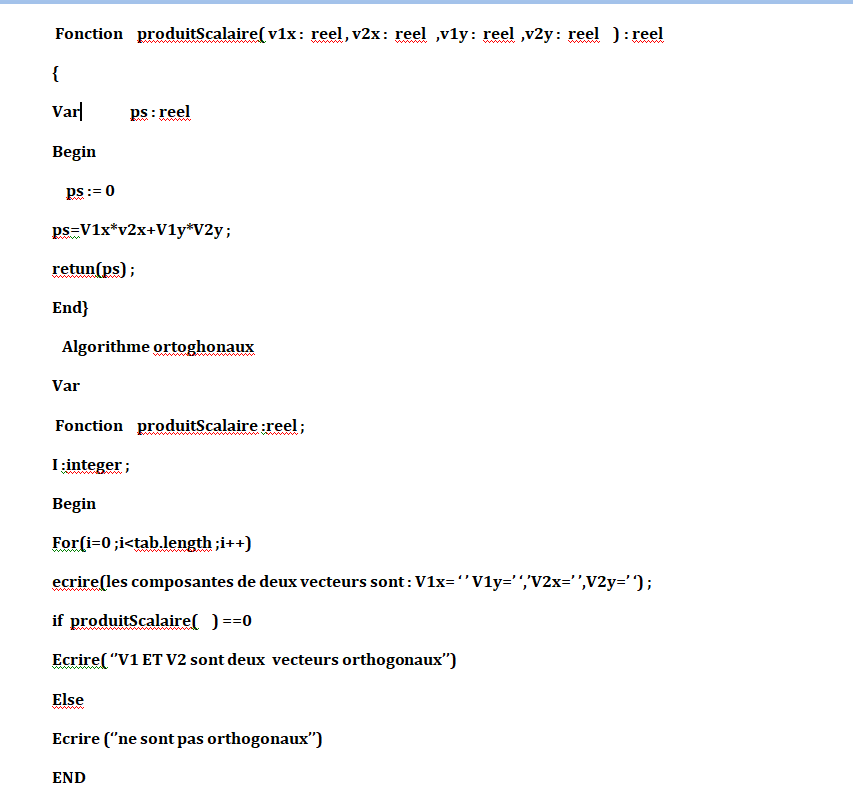 Fonction produitScalaire( v1x : reel , v2x : reel ,v1y : reel ,v2y : reel ) : reel
{
Var ps : reel
Begin
ps := 0
ps=V1x*v2x+V1y*V2y ;
retun(ps) ;
End}
Algorithme ortoghonaux
Var
Fonction produitScalaire :reel ;
I :integer ;
Begin
For(i=0 ;i<tab.length ;i++)
ecrire(les composantes de deux vecteurs sont : V1x= ‘ ’ V1y=’ ‘,’V2x=’ ’,V2y=’ ‘) ;
if produitScalaire( ) ==0
Ecrire( ‘’V1 ET V2 sont deux vecteurs orthogonaux’’)
Else
Ecrire (‘’ne sont pas orthogonaux’’)
END